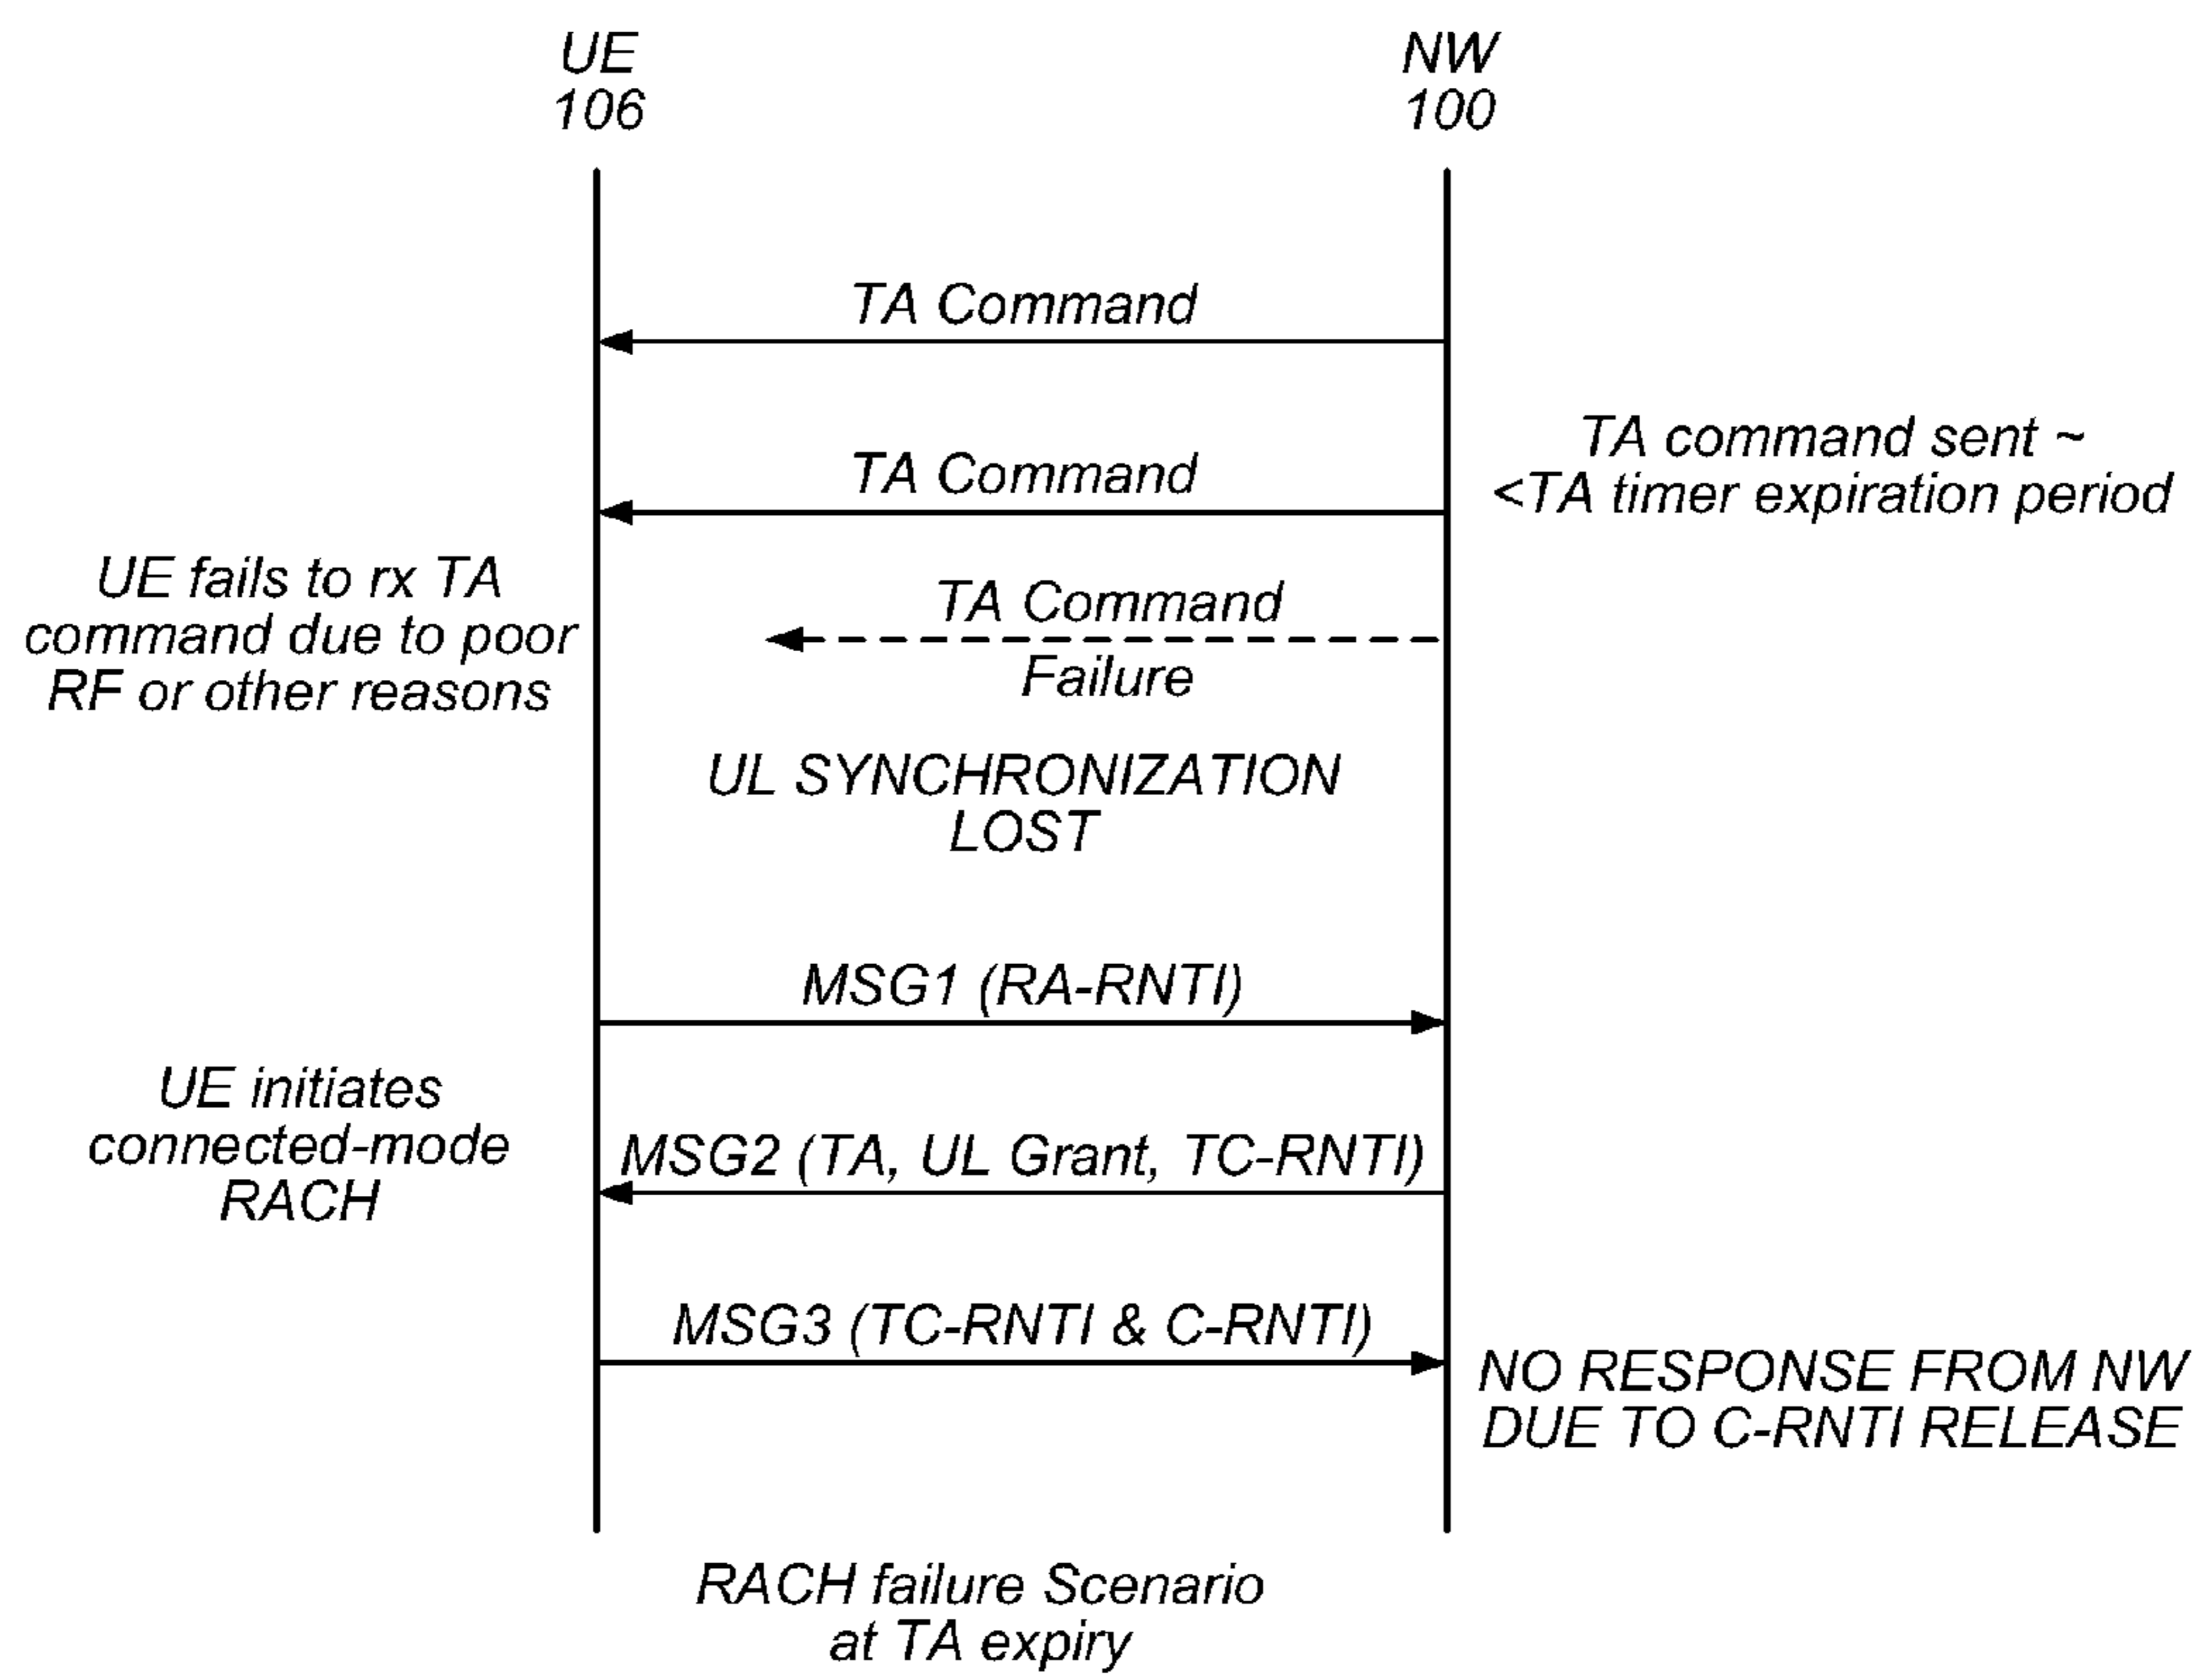 UE
106
NW
100
TA Command
TA command sent ~
<TA timer expiration period
TA Command
UE fails to rx TA
command due to poor
RF or other reasons
TA Command
Failure
UL SYNCHRONIZATION
LOST
MSG1 (RA-RNTI)
UE initiates
connected-mode
RACH
MSG2 (TA, UL Grant, TC-RNTI)
MSG3 (TC-RNTI & C-RNTI)
NO RESPONSE FROM NW
DUE TO C-RNTI RELEASE
RACH failure Scenario
at TA expiry